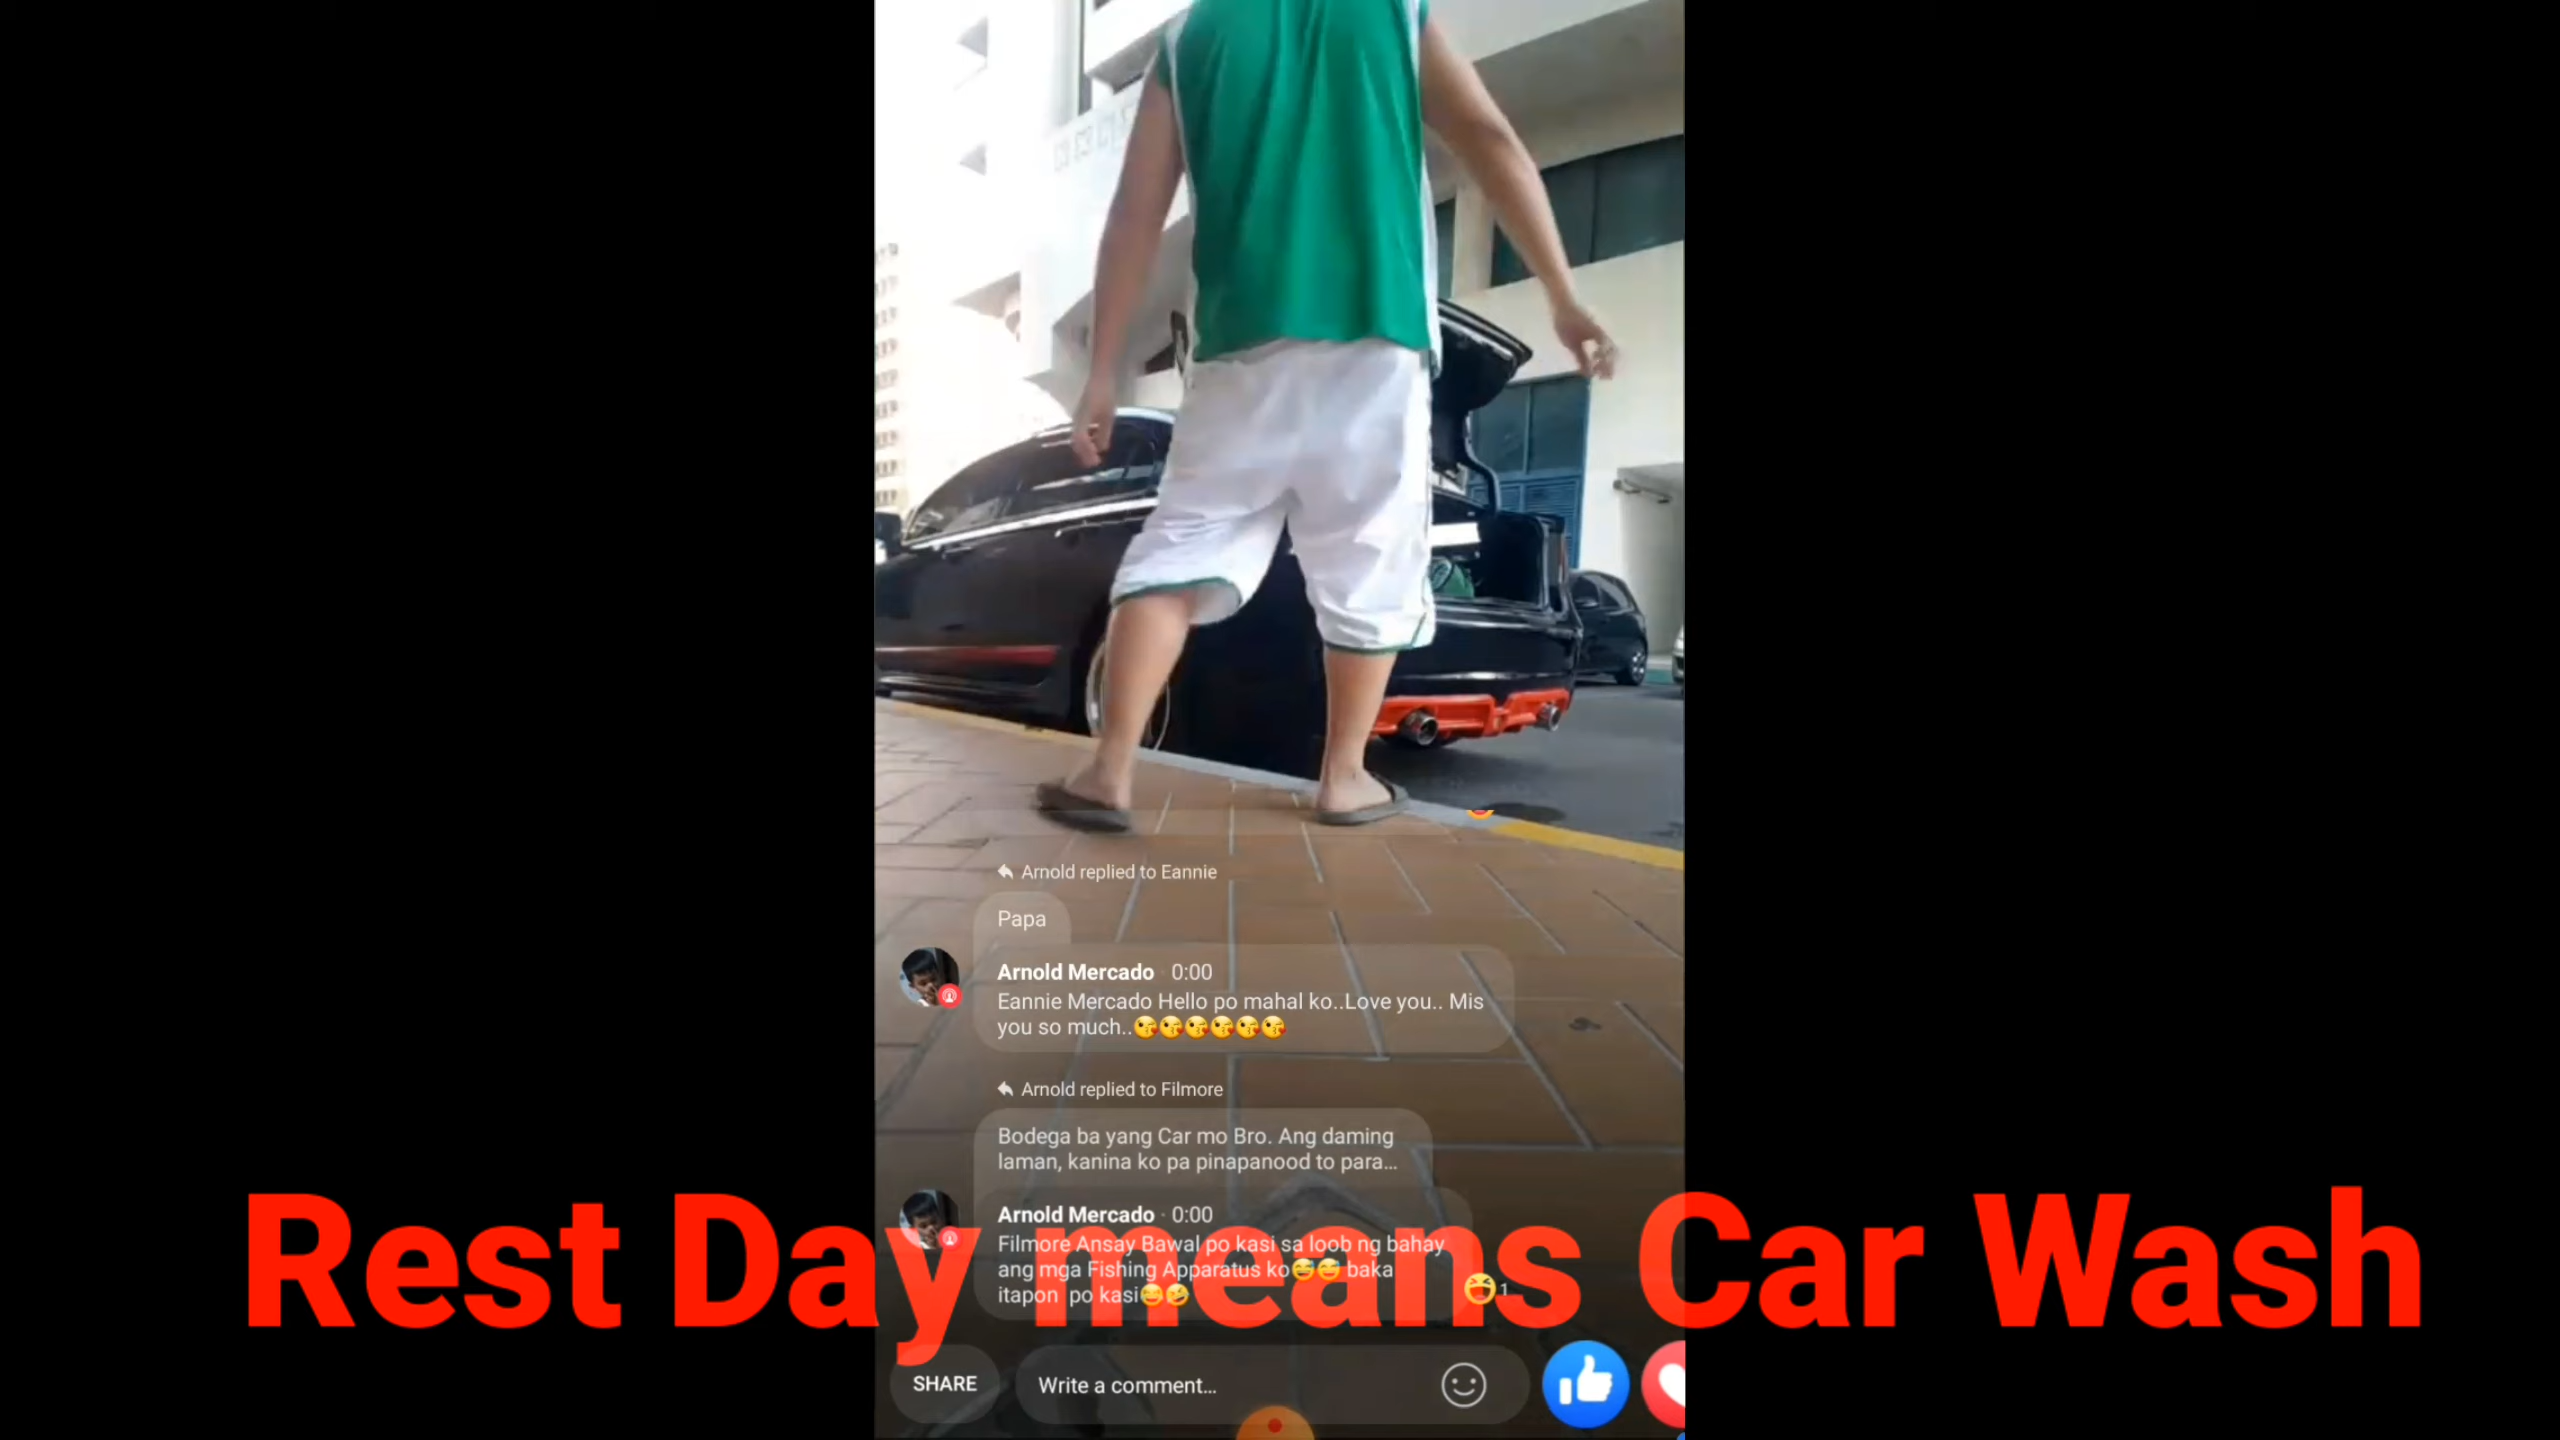 Arnold replied to Eannie
Papa
Arnold Mercado · 0:00
Eannie Mercado Hello po mahal ko..Love you.. Mis
you so much..😘😘😘😘😘😘
Arnold replied to Filmore
Bodega ba yang Car mo Bro. Ang daming
laman, kanina ko pa pinapanood to para...
Arnold Mercado · 0:00
Filmore Ansay Bawal po kasi sa loob ng bahay
ang mga Fishing Apparatus ko😅😅 baka
itapon po kasi😂🤣
😆 1
Rest Day means Car Wash
SHARE
Write a comment...